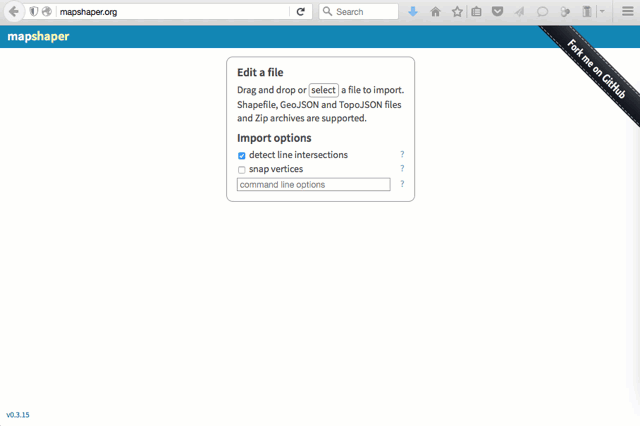 mapshaper.org
Search
mapshaper
Fork me on GitHub
Edit a file
Drag and drop or select a file to import.
Shapefile, GeoJSON and TopoJSON files
and Zip archives are supported.
Import options
detect line intersections ?
snap vertices ?
command line options ?
v0.3.15